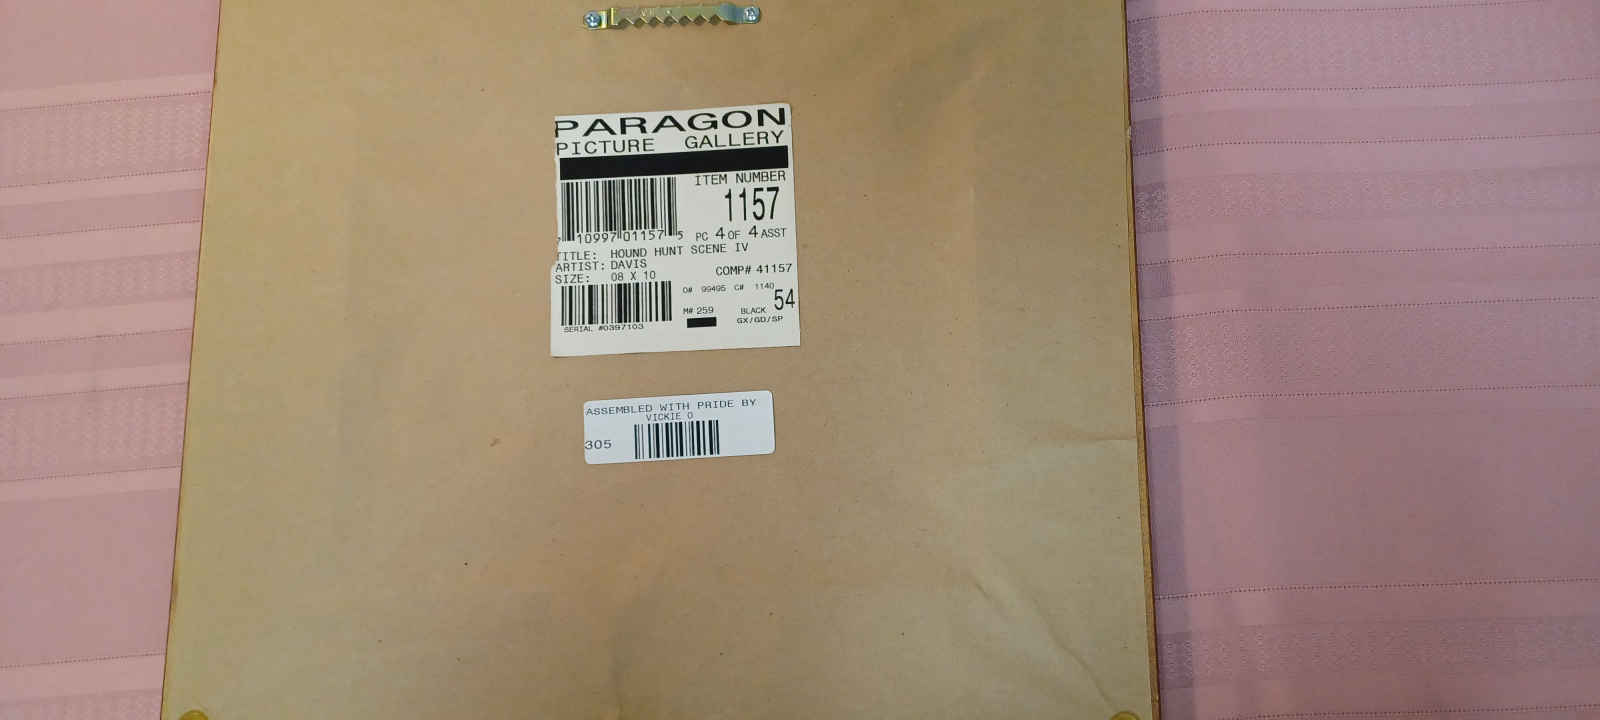 PARAGON
PICTURE GALLERY
ITEM NUMBER
1157
10997 01157 5
PC 4 OF 4 ASST
TITLE: HOUND HUNT SCENE IV
ARTIST: DAVIS
SIZE: 08 X 10
COMP# 41157
O# 99495 C# 1140
54
M# 259 BLACK
GX/GD/SP
SERIAL #0397103
ASSEMBLED WITH PRIDE BY
VICKIE O
305